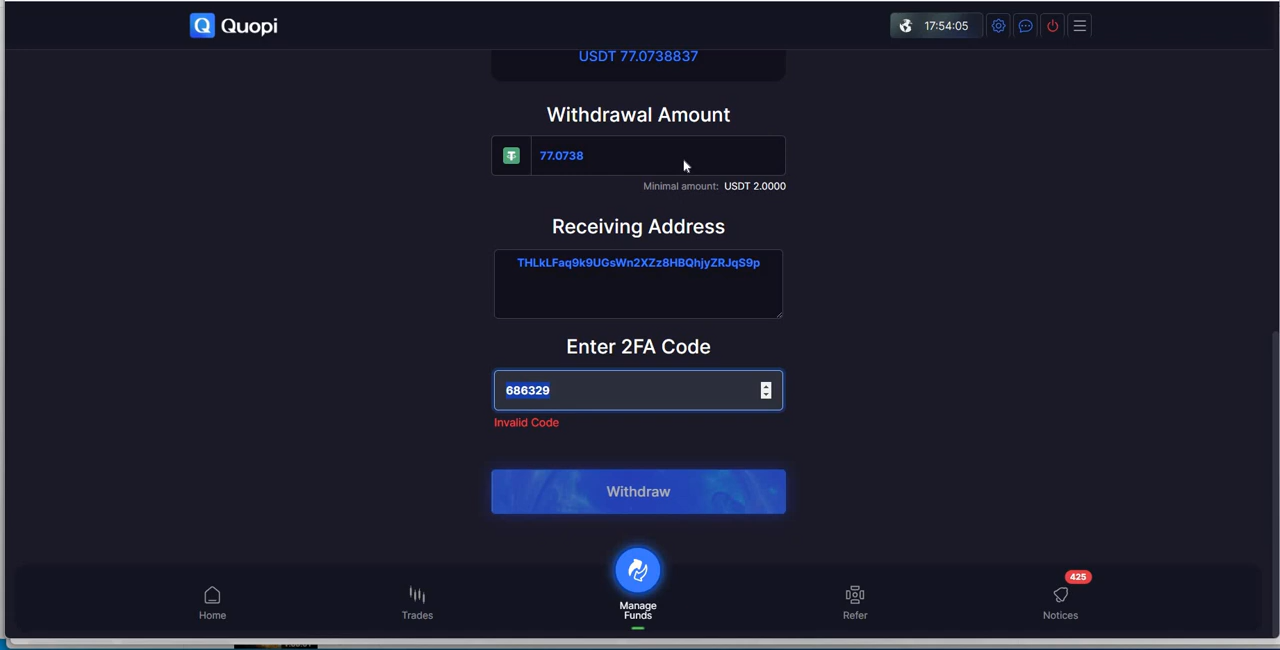 Quopi
17:54:05
USDT 77.0738837
Withdrawal Amount
77.0738
Minimal amount: USDT 2.0000
Receiving Address
THLkLFaq9k9UGsWn2XZz8HBQhjyZRJqS9p
Enter 2FA Code
686329
Invalid Code
Withdraw
Home
Trades
Manage
Funds
Refer
425
Notices